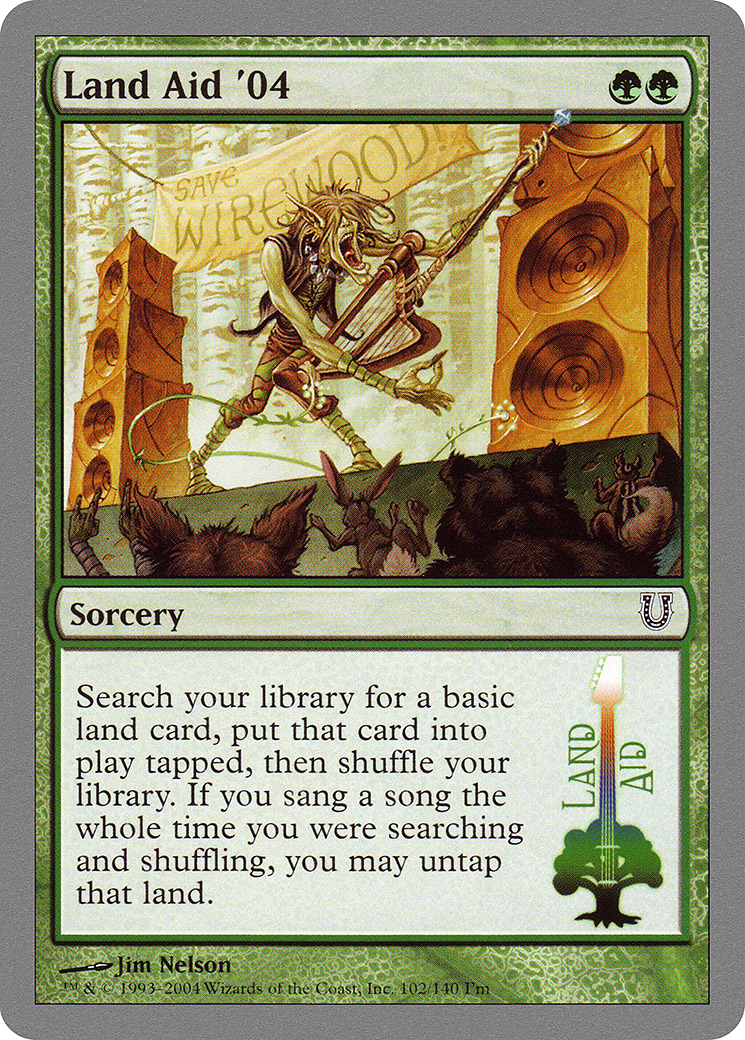 Land Aid '04
SAVE
WIREWOOD!
Sorcery
Search your library for a basic
land card, put that card into
play tapped, then shuffle your
library. If you sang a song the
whole time you were searching
and shuffling, you may untap
that land.
LAND
AID
Jim Nelson
™ & © 1993–2004 Wizards of the Coast, Inc. 102/140 I'm